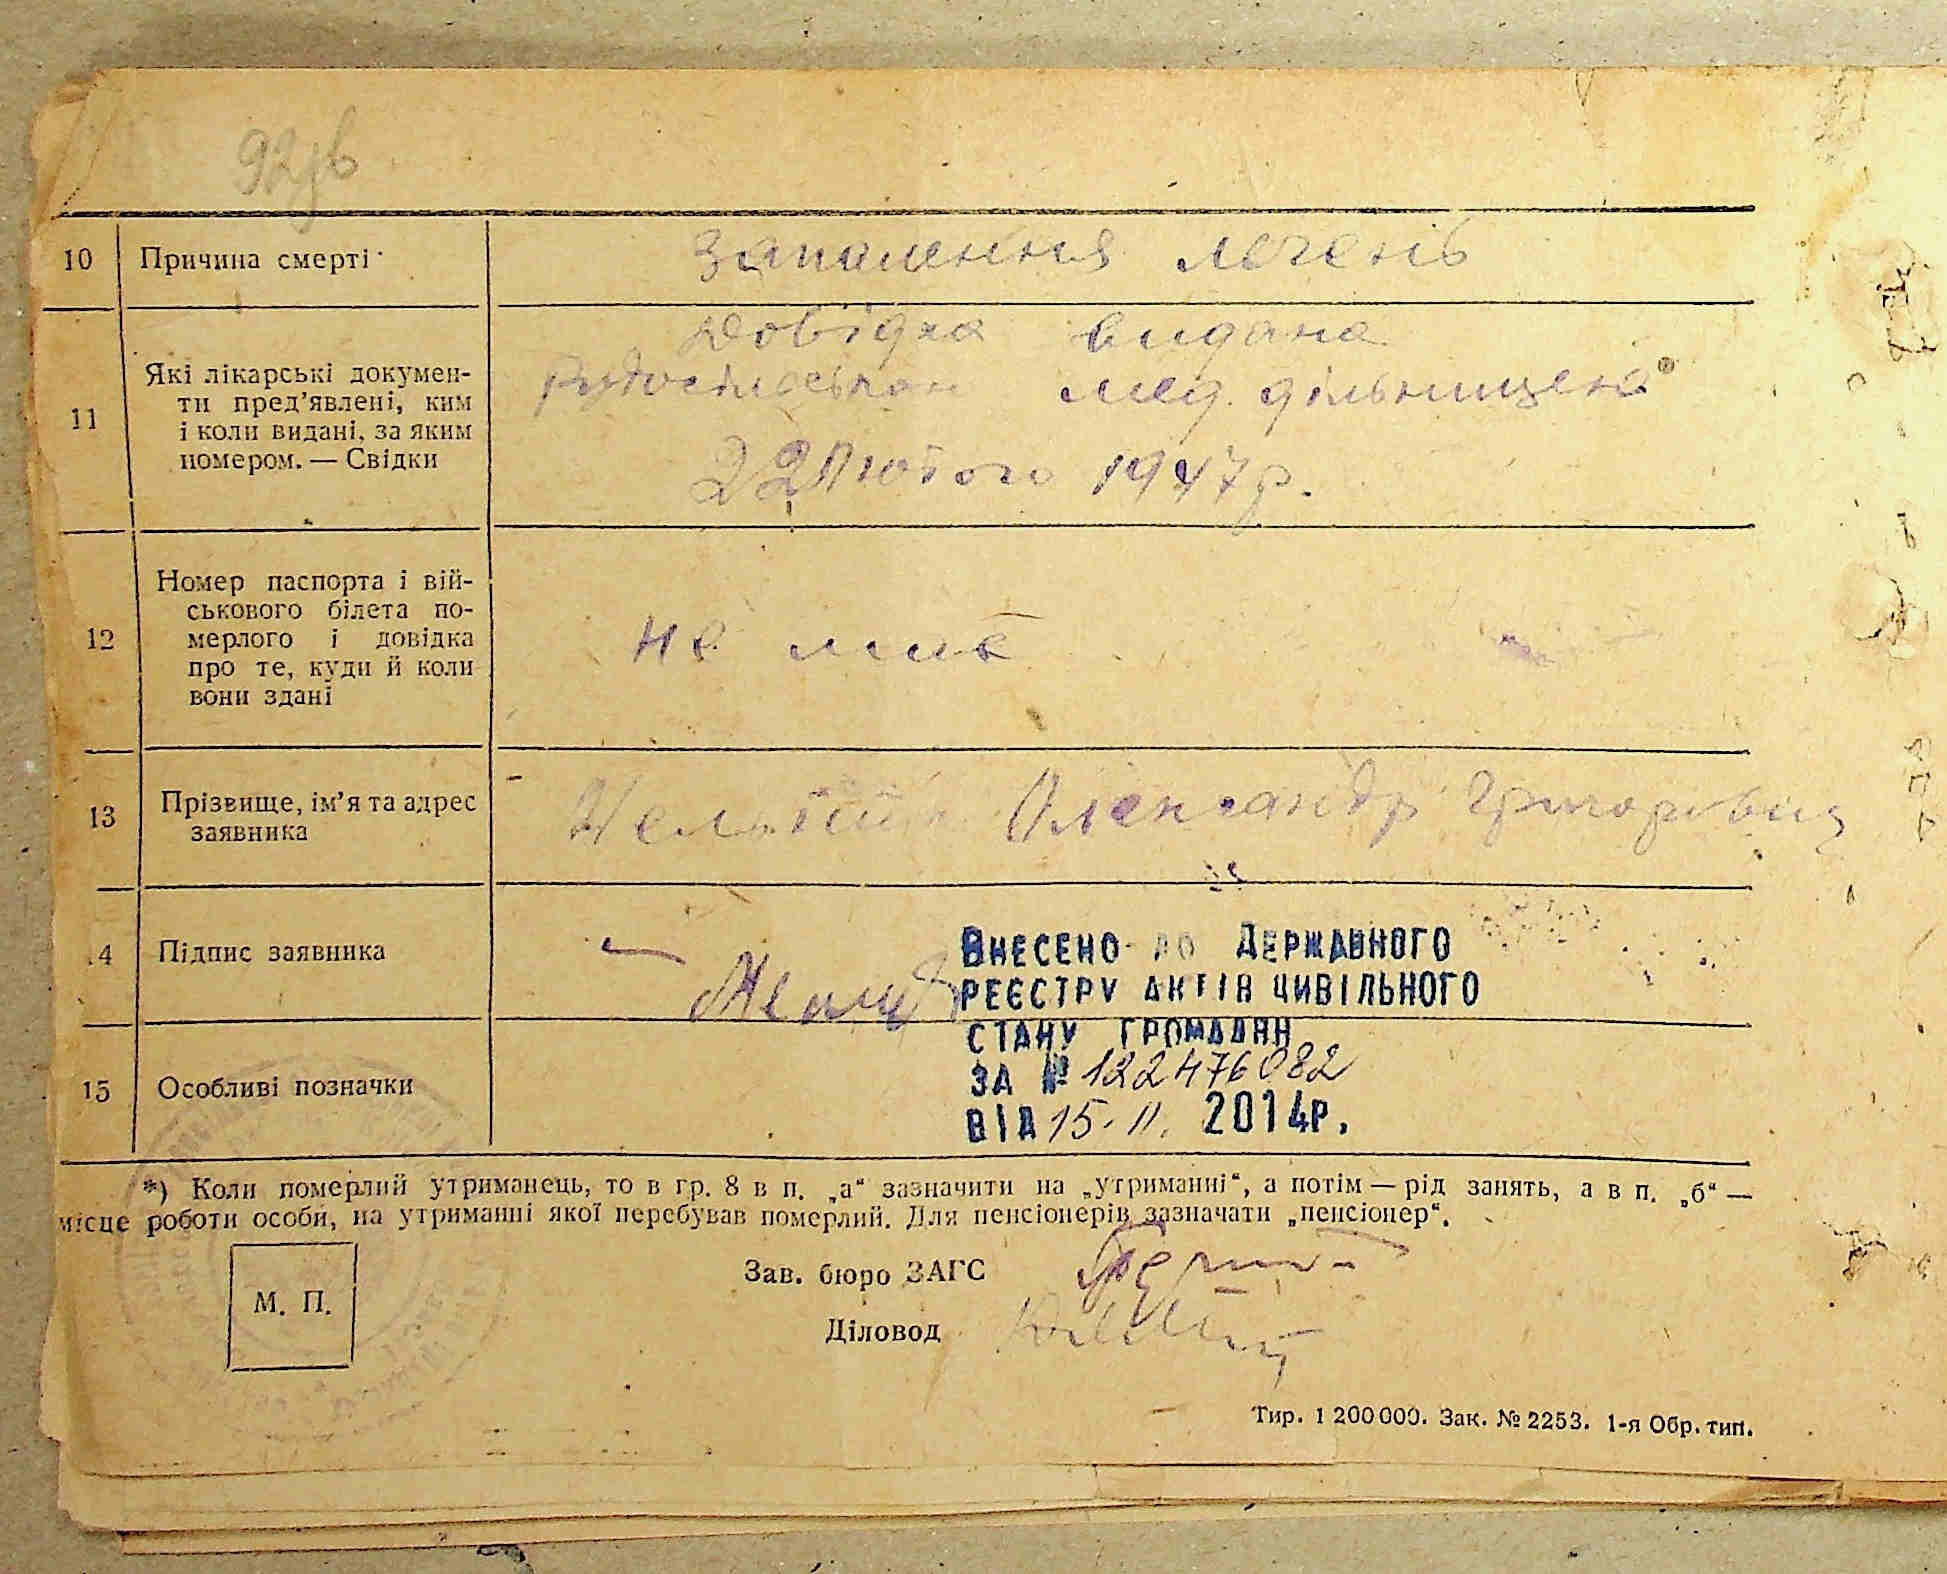 92зв
10 Причина смерті
Запалення легенів
11 Які лікарські докумен-
ти пред’явлені, ким
і коли видані, за яким
номером. — Свідки
Довідка видана
мед. дільницею
22 Лютого 1947 р.
12 Номер паспорта і вій-
ськового білета по-
мерлого і довідка
про те, куди й коли
вони здані
не має
13 Прізвище, ім’я та адрес
заявника
Олександр Григорович
14 Підпис заявника
Внесено до Державного
реєстру актів цивільного
стану громадян
за № 122476082
від 15.11. 2014р.
15 Особливі позначки
*) Коли померлий утриманець, то в гр. 8 в п. „а“ зазначити на „утриманні“, а потім — рід занять, а в п. „б“ —
місце роботи особи, на утриманні якої перебував померлий. Для пенсіонерів зазначати „пенсіонер“.
М. П.
Зав. бюро ЗАГС
Діловод
Тир. 1 200 000. Зак. № 2253. 1-я Обр. тип.